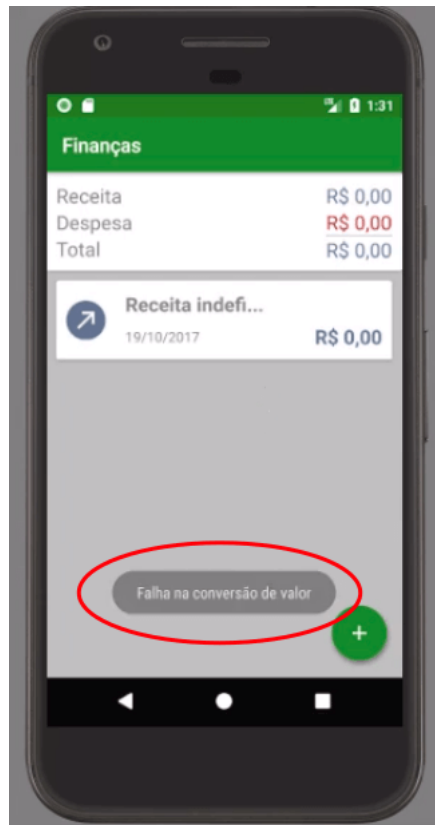 1:31
Finanças
Receita R$ 0,00
Despesa R$ 0,00
Total R$ 0,00
Receita indefi...
19/10/2017 R$ 0,00
Falha na conversão de valor
+